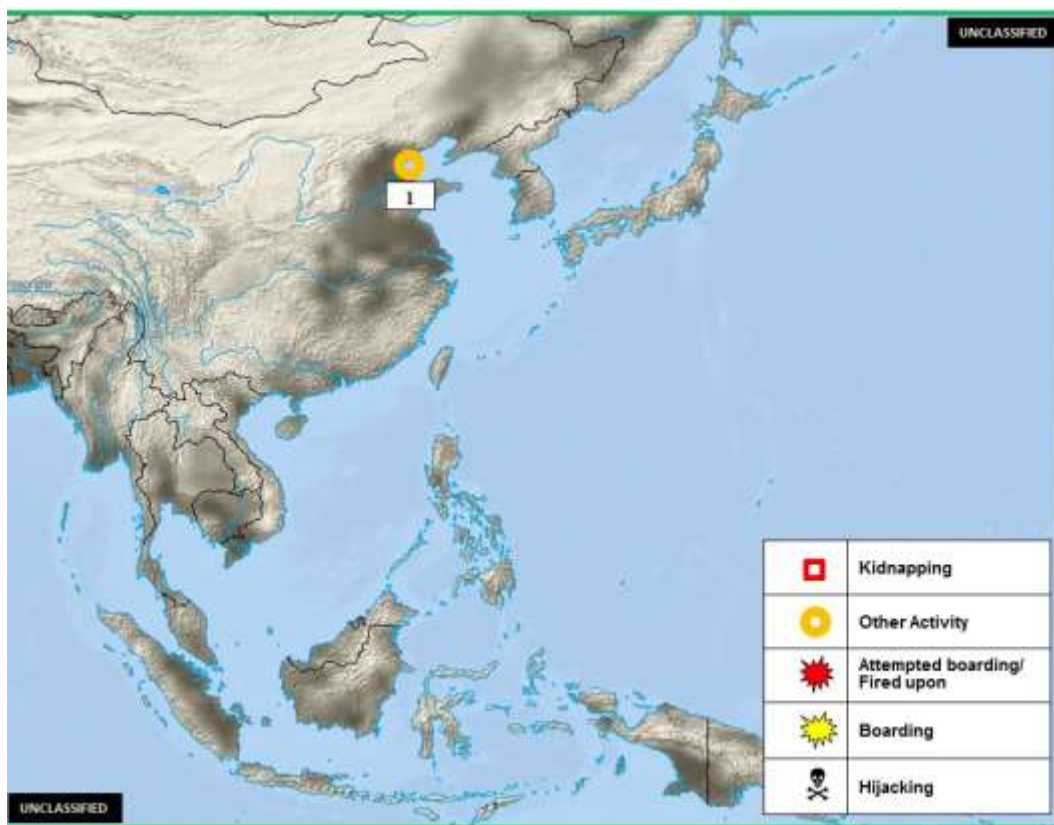 UNCLASSIFIED
1
Kidnapping
Other Activity
Attempted boarding/
Fired upon
Boarding
Hijacking
UNCLASSIFIED